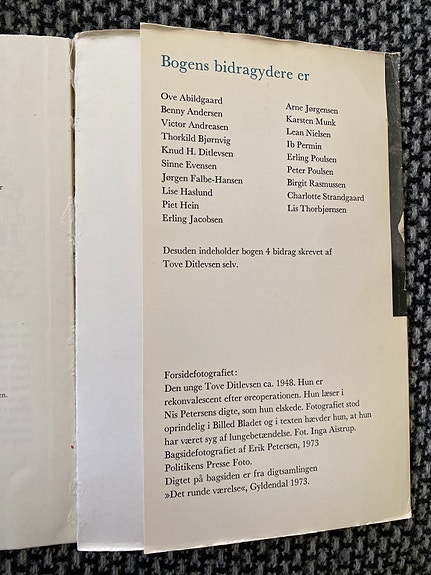 Bogens bidragydere er
Ove Abildgaard
Benny Andersen
Victor Andreasen
Thorkild Bjørnvig
Knud H. Ditlevsen
Sinne Evensen
Jørgen Falbe-Hansen
Lise Haslund
Piet Hein
Erling Jacobsen
Arne Jørgensen
Karsten Munk
Lean Nielsen
Ib Permin
Erling Poulsen
Peter Poulsen
Birgit Rasmussen
Charlotte Strandgaard
Lis Thorbjørnsen
Desuden indeholder bogen 4 bidrag skrevet af
Tove Ditlevsen selv.
Forsidefotografiet:
Den unge Tove Ditlevsen ca. 1948. Hun er
rekonvalescent efter øreoperationen. Hun læser i
Nis Petersens digte, som hun elskede. Fotografiet stod
oprindelig i Billed Bladet og i texten hævder hun, at hun
har været syg af lungebetændelse. Fot. Inga Aistrup.
Bagsidefotografiet af Erik Petersen, 1973
Politikens Presse Foto.
Digtet på bagsiden er fra digtsamlingen
»Det runde værelse«, Gyldendal 1973.